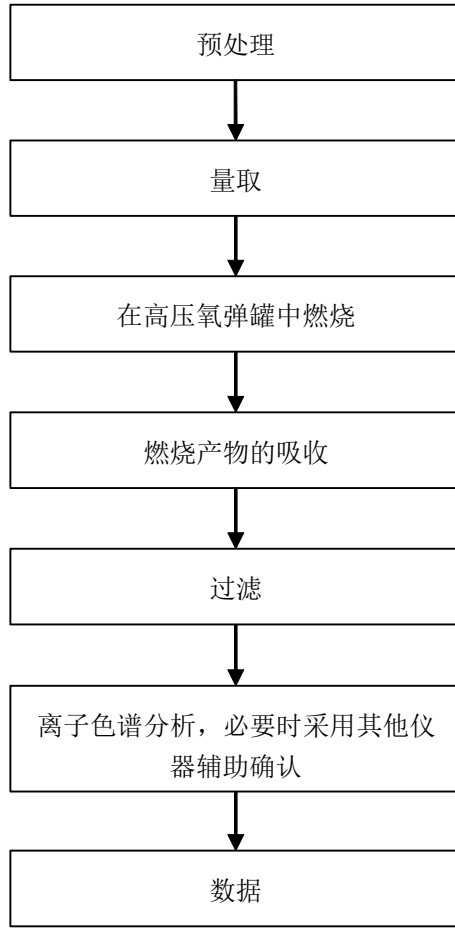 预处理
量取
在高压氧弹罐中燃烧
燃烧产物的吸收
过滤
离子色谱分析，必要时采用其他仪
器辅助确认
数据